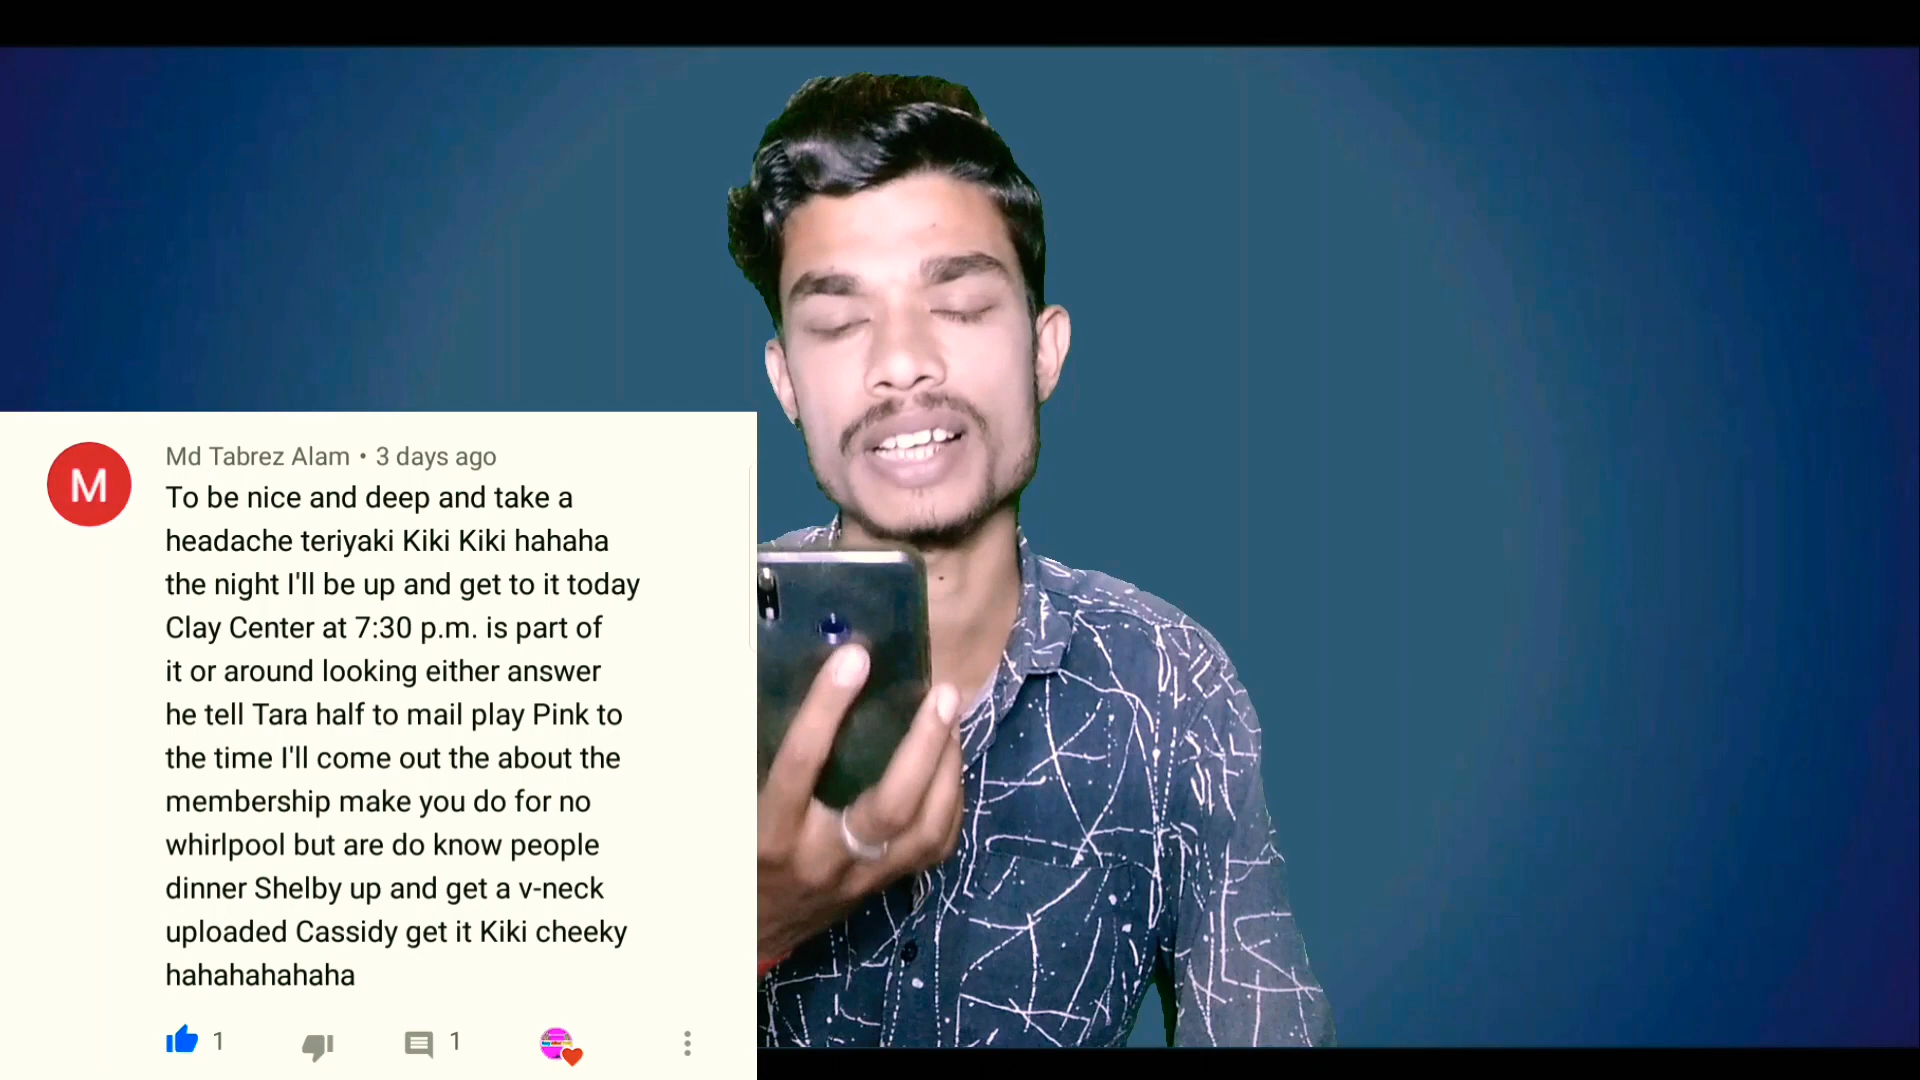 M
Md Tabrez Alam • 3 days ago
To be nice and deep and take a
headache teriyaki Kiki Kiki hahaha
the night I'll be up and get to it today
Clay Center at 7:30 p.m. is part of
it or around looking either answer
he tell Tara half to mail play Pink to
the time I'll come out the about the
membership make you do for no
whirlpool but are do know people
dinner Shelby up and get a v-neck
uploaded Cassidy get it Kiki cheeky
hahahahahaha
1
1